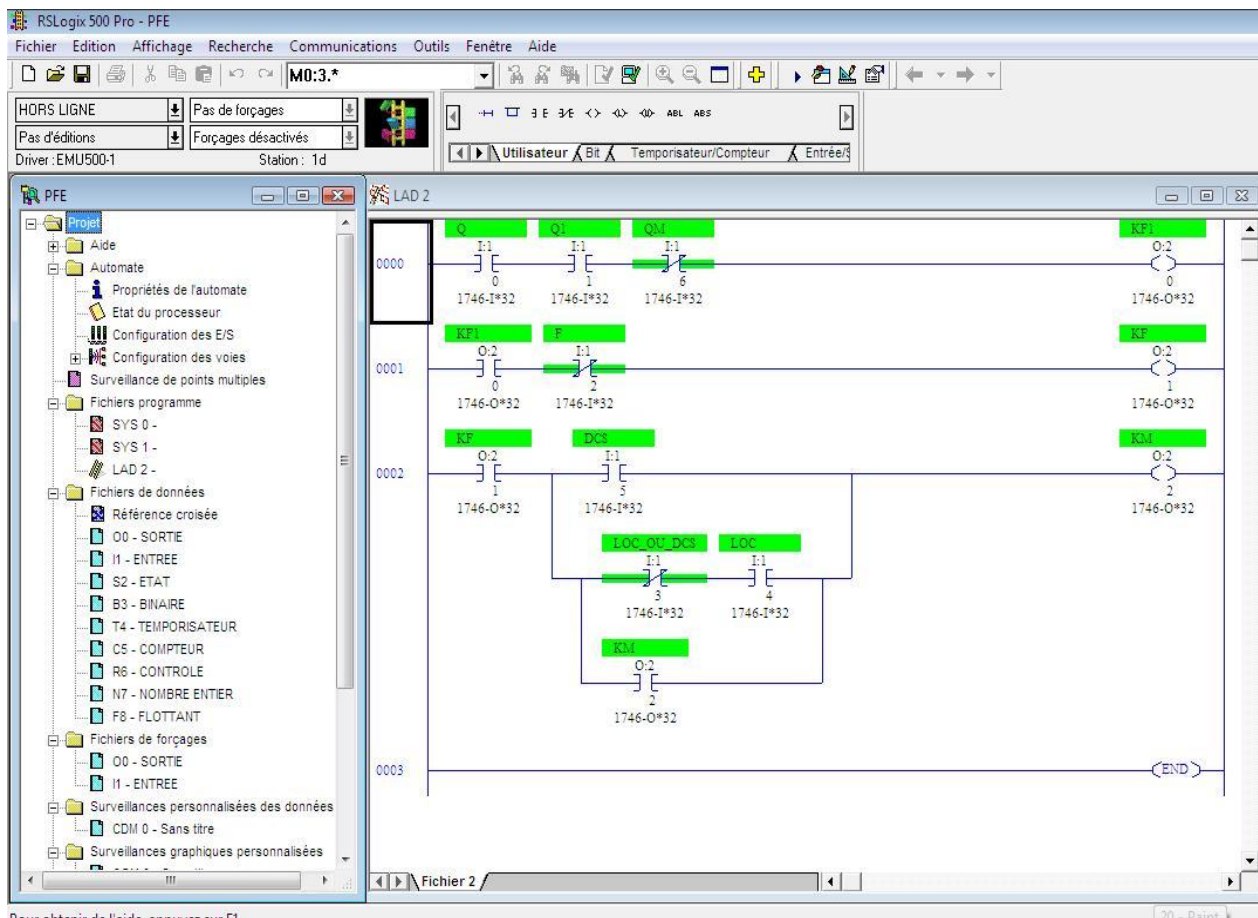 RSLogix 500 Pro - PFE
Fichier Edition Affichage Recherche Communications Outils Fenêtre Aide
M0:3.*
HORS LIGNE Pas de forçages
Pas d'éditions Forçages désactivés
Driver : EMU500-1 Station : 1d
ABL ABS
Utilisateur Bit Temporisateur/Compteur Entrée/S
PFE
Projet
Aide
Automate
Propriétés de l'automate
Etat du processeur
Configuration des E/S
Configuration des voies
Surveillance de points multiples
Fichiers programme
SYS 0 -
SYS 1 -
LAD 2 -
Fichiers de données
Référence croisée
O0 - SORTIE
I1 - ENTREE
S2 - ETAT
B3 - BINAIRE
T4 - TEMPORISATEUR
C5 - COMPTEUR
R6 - CONTROLE
N7 - NOMBRE ENTIER
F8 - FLOTTANT
Fichiers de forçages
O0 - SORTIE
I1 - ENTREE
Surveillances personnalisées des données
CDM 0 - Sans titre
Surveillances graphiques personnalisées
LAD 2
Q Q1 QM KF1
I:1 I:1 I:1 O:2
0000
0 1 6 0
1746-I*32 1746-I*32 1746-I*32 1746-O*32
KF1 F KF
O:2 I:1 O:2
0001
0 2 1
1746-O*32 1746-I*32 1746-O*32
KF DCS KM
O:2 I:1 O:2
0002
1 5 2
1746-O*32 1746-I*32 1746-O*32
LOC_OU_DCS LOC
I:1 I:1
3 4
1746-I*32 1746-I*32
KM
O:2
2
1746-O*32
0003 END
Fichier 2
20 - Paint